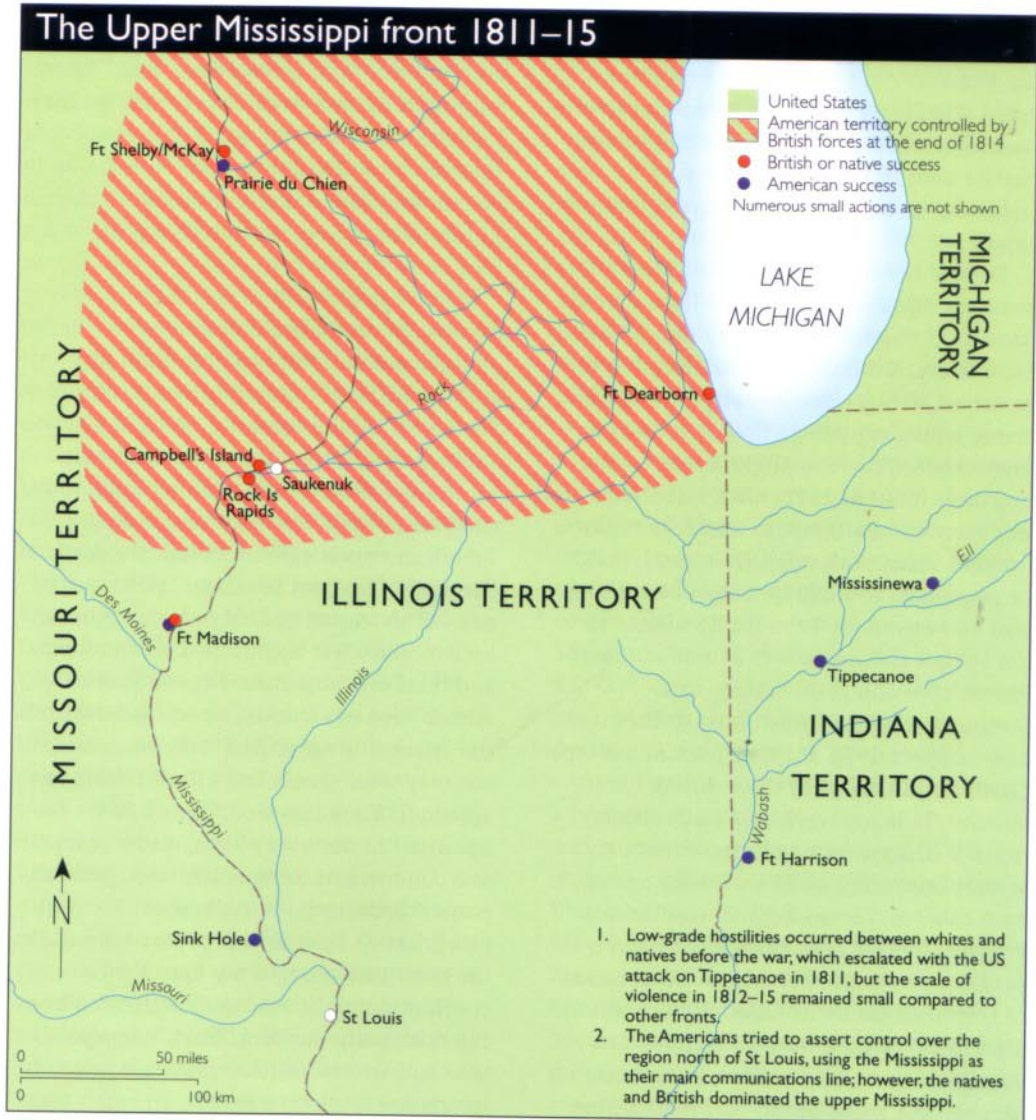 The Upper Mississippi front 1811–15
United States
American territory controlled by
British forces at the end of 1814
British or native success
American success
Numerous small actions are not shown
Wisconsin
Ft Shelby/McKay
Prairie du Chien
LAKE
MICHIGAN
MICHIGAN
TERRITORY
Rock
Ft Dearborn
Campbell's Island
Saukenuk
Rock Is
Rapids
MISSOURI TERRITORY
Des Moines
Ft Madison
ILLINOIS TERRITORY
Illinois
Mississinewa
Ell
Tippecanoe
INDIANA
TERRITORY
Mississippi
Wabash
Ft Harrison
N
Sink Hole
Missouri
St Louis
0 50 miles
0 100 km
1. Low-grade hostilities occurred between whites and
natives before the war, which escalated with the US
attack on Tippecanoe in 1811, but the scale of
violence in 1812–15 remained small compared to
other fronts.
2. The Americans tried to assert control over the
region north of St Louis, using the Mississippi as
their main communications line; however, the natives
and British dominated the upper Mississippi.